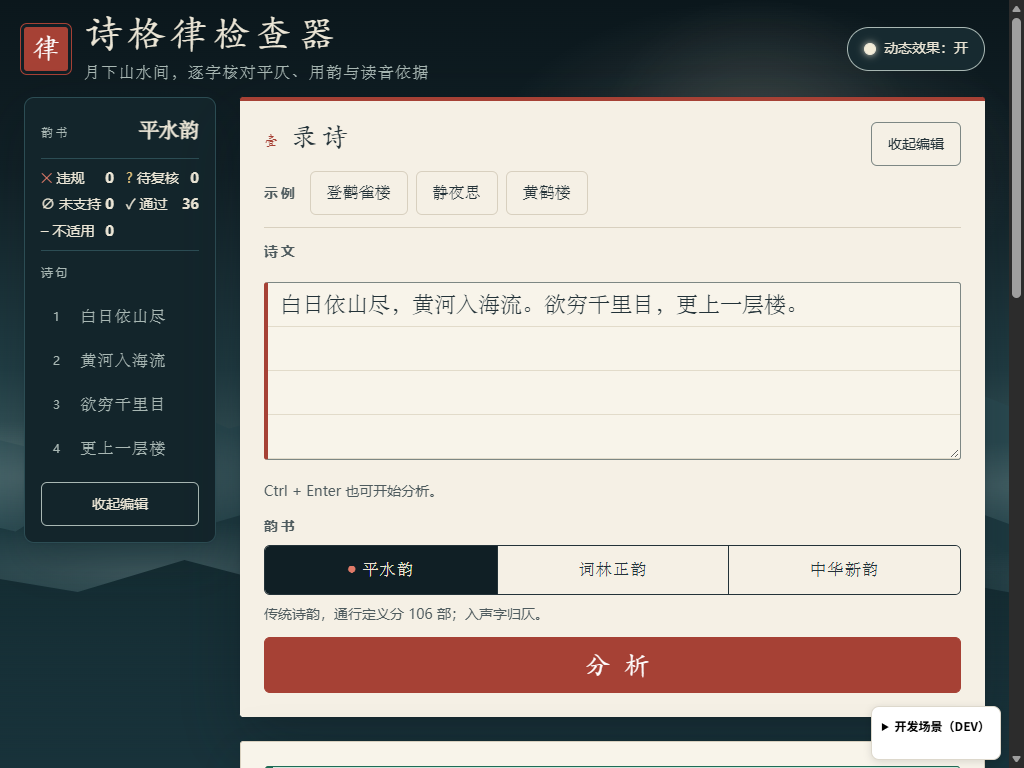 律
诗格律检查器
月下山水间，逐字核对平仄、用韵与读音依据
动态效果：开
韵书 平水韵
✕ 违规 0 ? 待复核 0
∅ 未支持 0 ✓ 通过 36
– 不适用 0
诗句
1 白日依山尽
2 黄河入海流
3 欲穷千里目
4 更上一层楼
收起编辑
壹 录诗
收起编辑
示例 登鹳雀楼 静夜思 黄鹤楼
诗文
白日依山尽，黄河入海流。欲穷千里目，更上一层楼。
Ctrl + Enter 也可开始分析。
韵书
平水韵 词林正韵 中华新韵
传统诗韵，通行定义分 106 部；入声字归仄。
分析
▶ 开发场景（DEV）